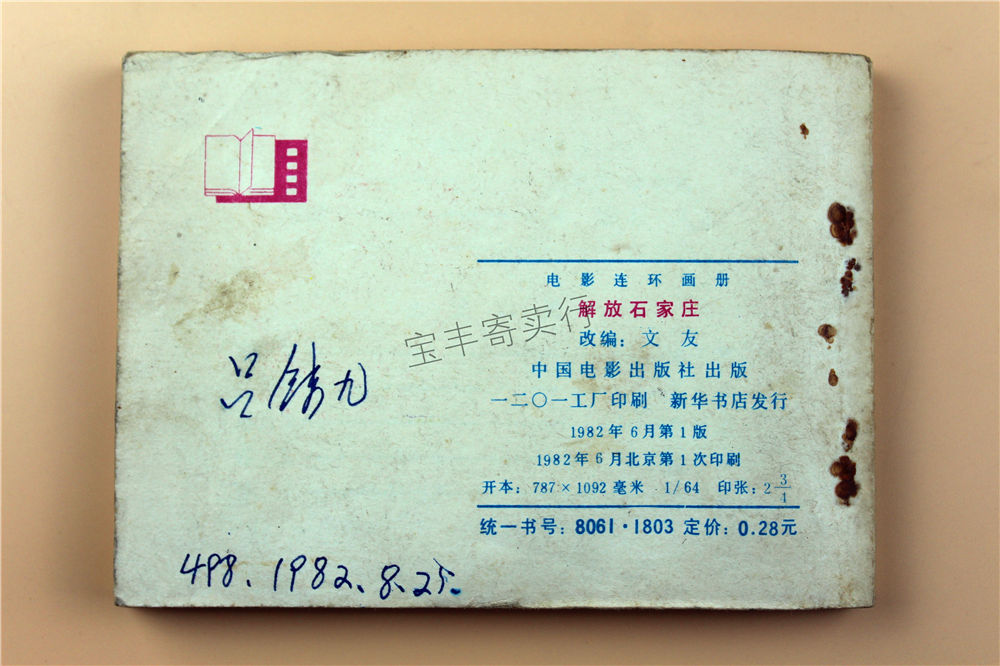 电影连环画册
解放石家庄
改编：文友
中国电影出版社出版
一二〇一工厂印刷 新华书店发行
1982年6月第1版
1982年6月北京第1次印刷
开本：787×1092毫米 1/64 印张：2 3/4
统一书号：8061·1803 定价：0.28元
宝丰寄卖行
吕铸九
498.1982.8.25.